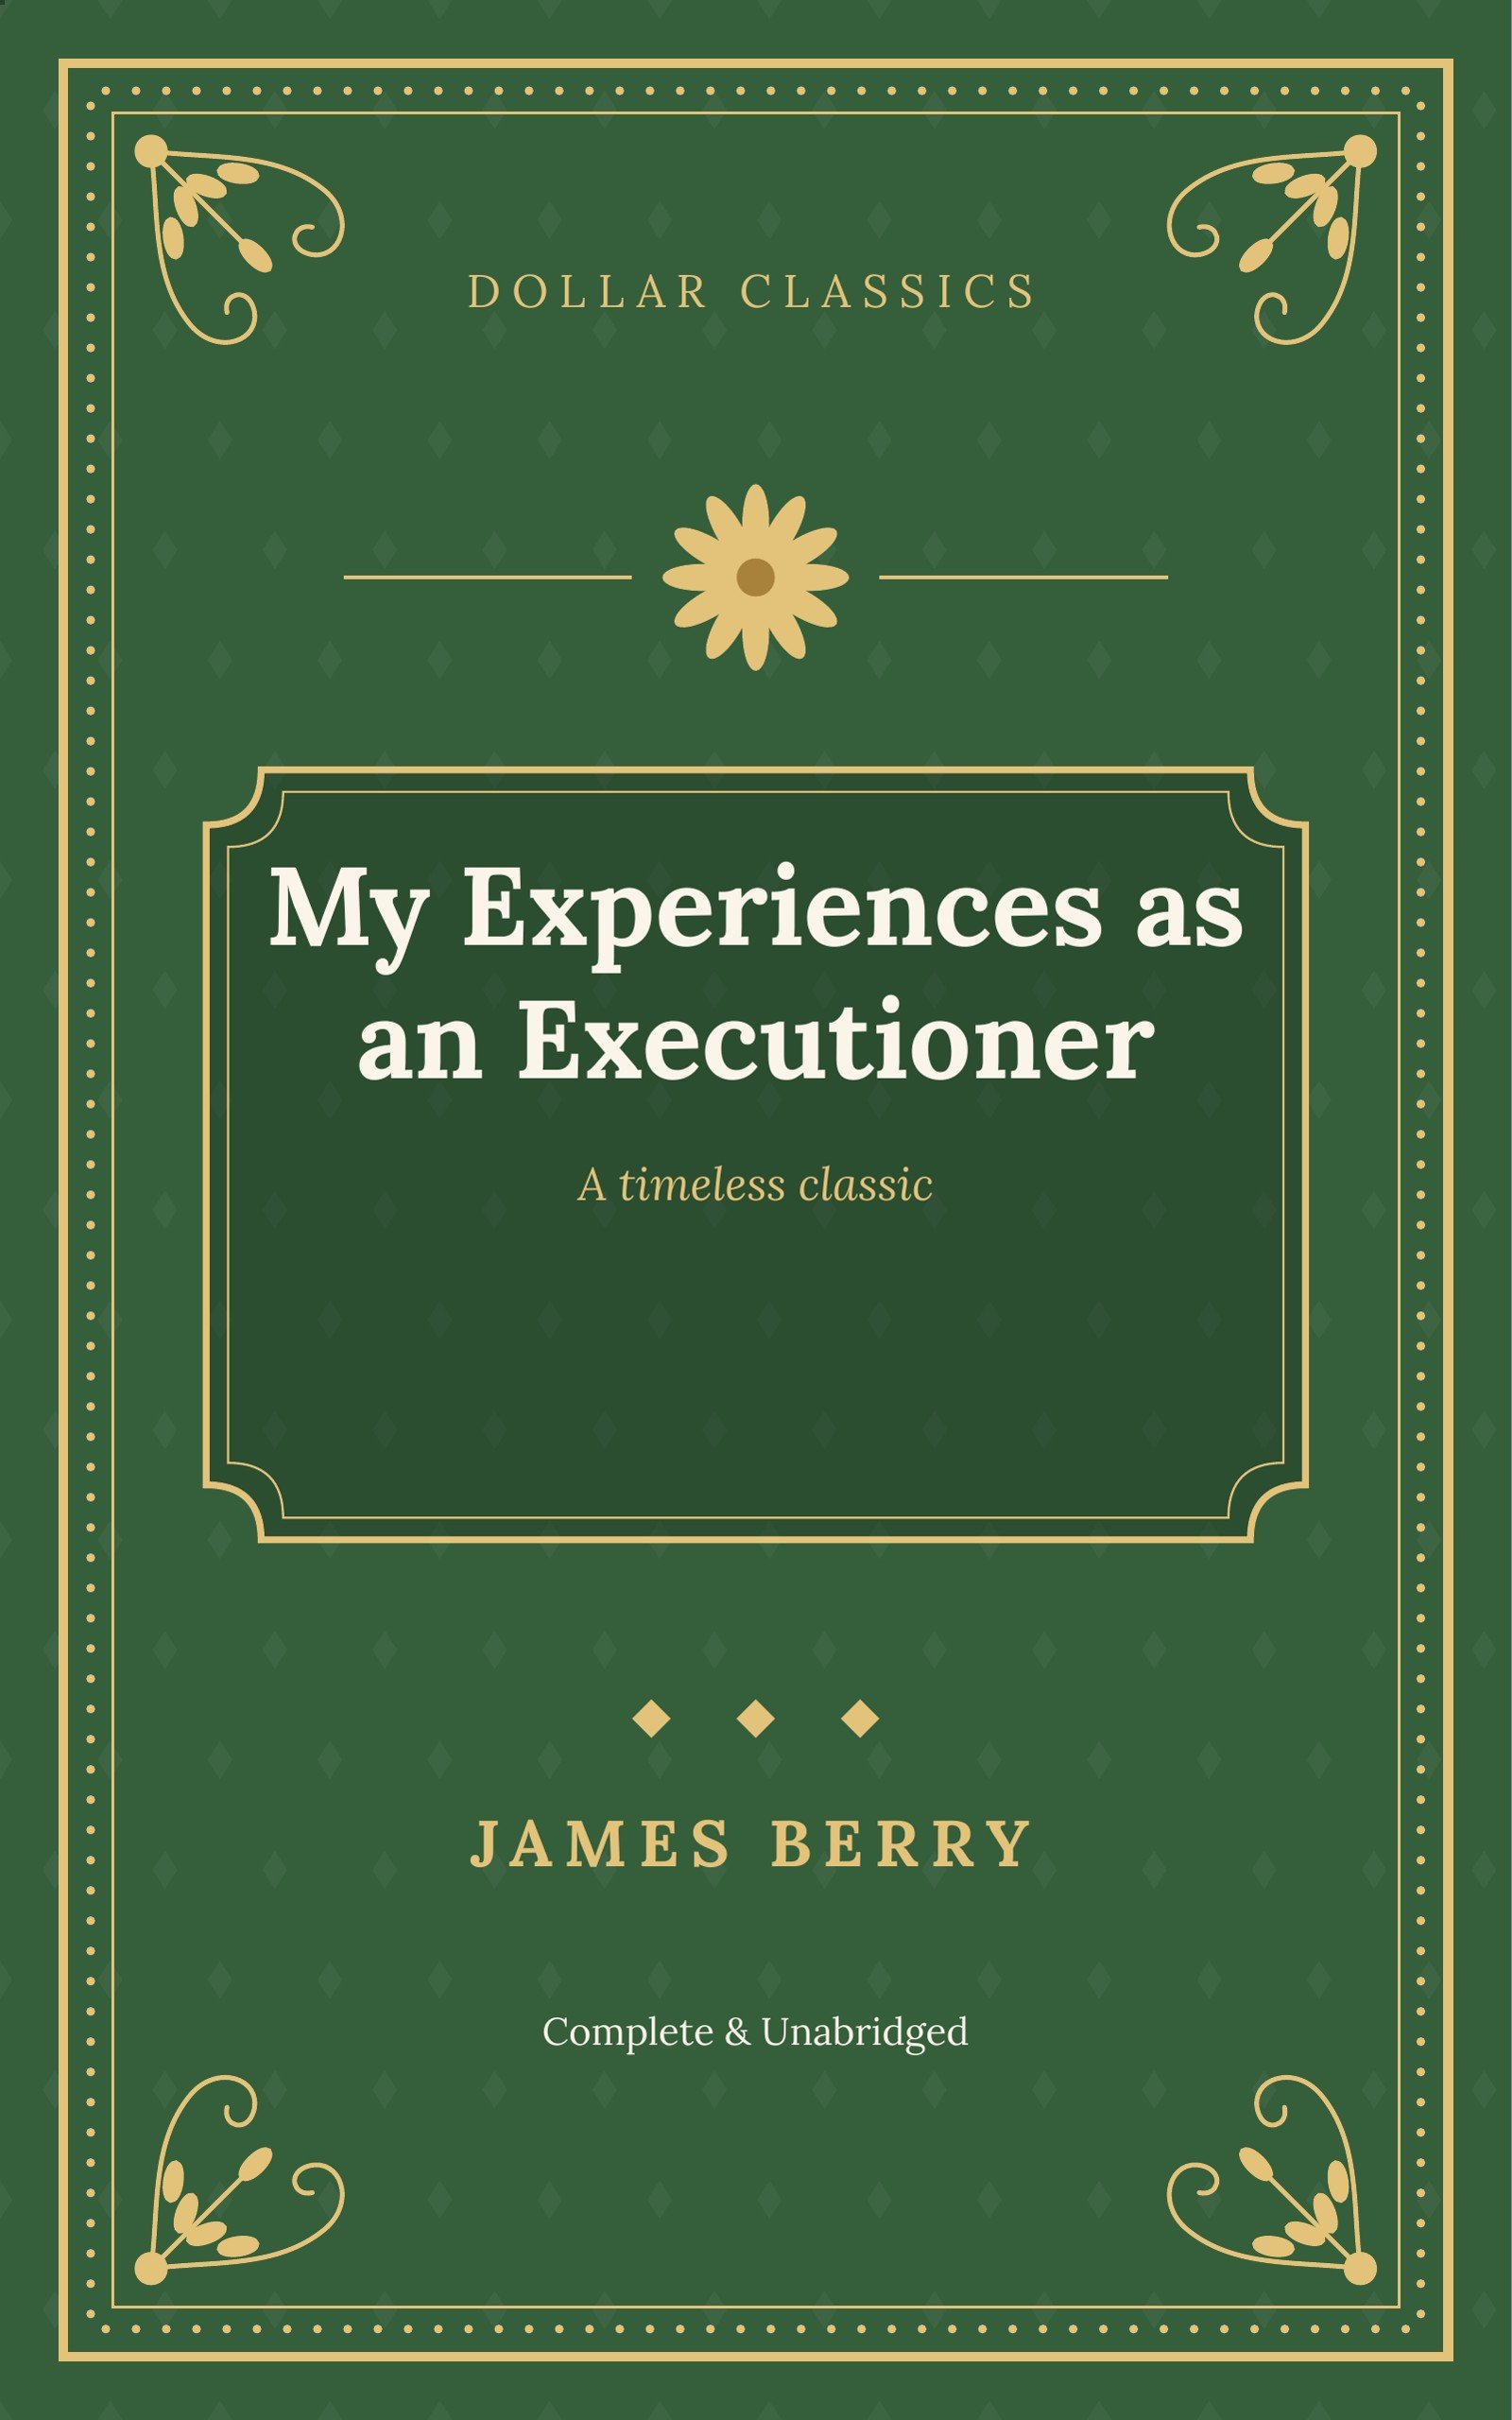 DOLLAR CLASSICS
My Experiences as
an Executioner
A timeless classic
JAMES BERRY
Complete & Unabridged